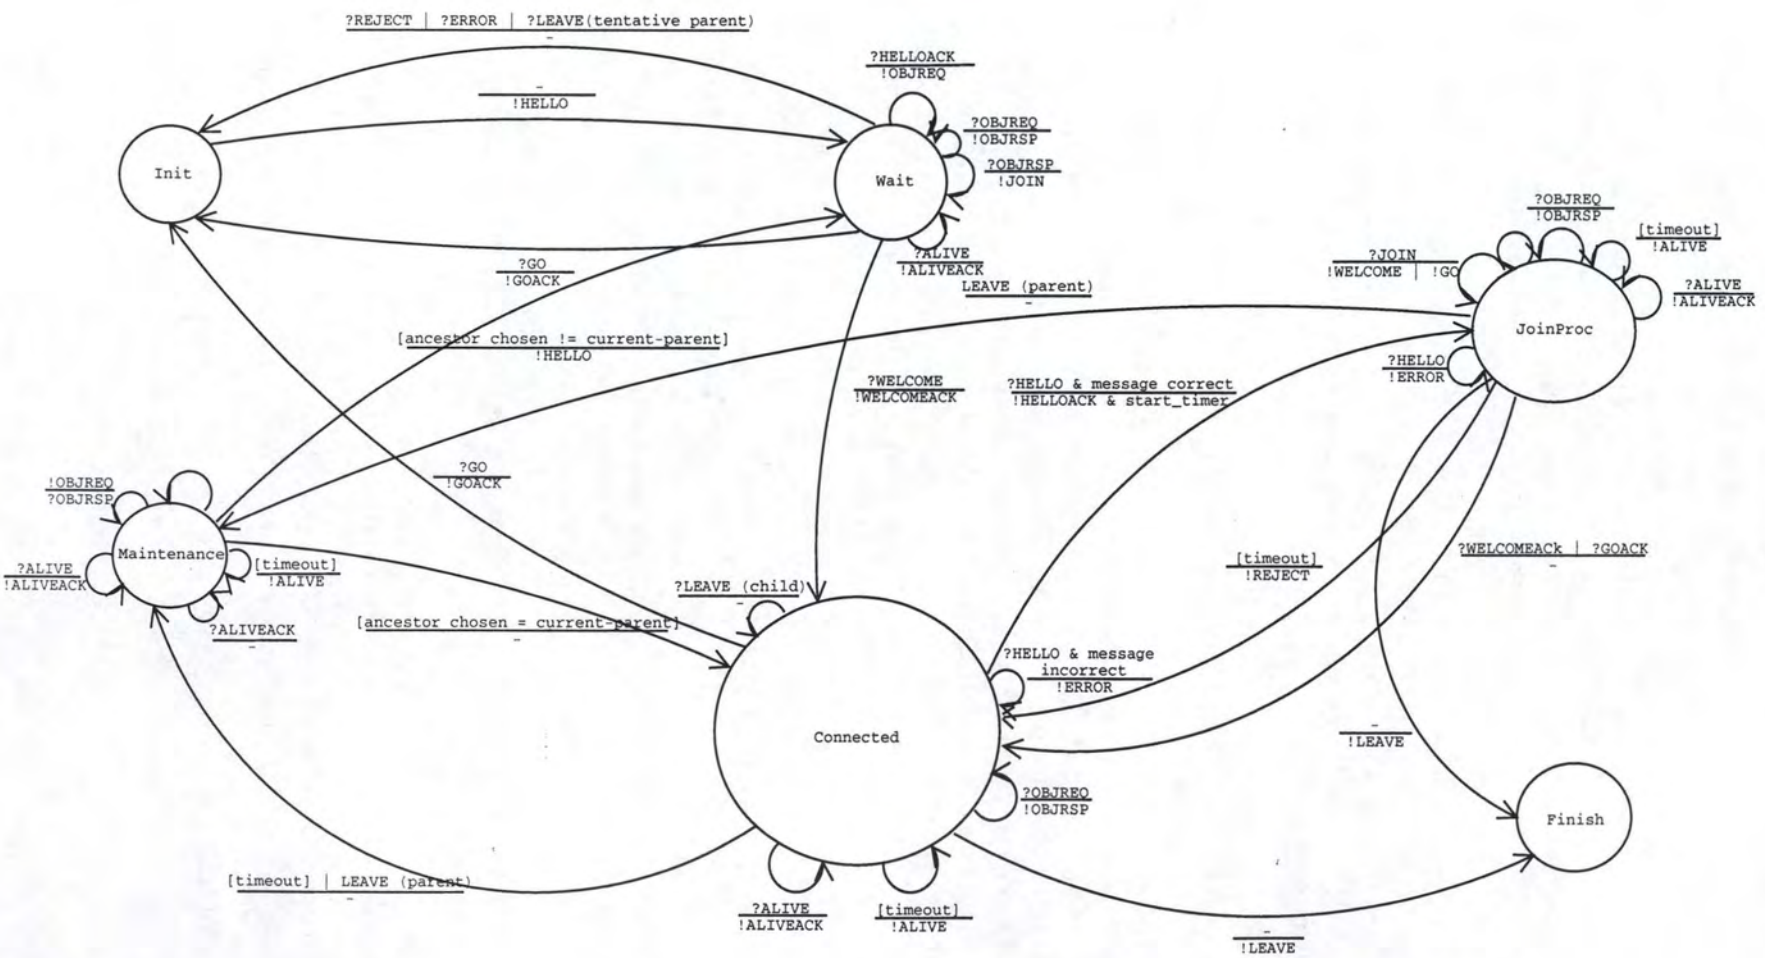 ?REJECT | ?ERROR | ?LEAVE(tentative parent)
-
-
!HELLO
?HELLOACK
!OBJREQ
?OBJREQ
!OBJRSP
?OBJRSP
!JOIN
Init
Wait
?ALIVE
!ALIVEACK
?GO
!GOACK
?OBJREQ
!OBJRSP
[timeout]
!ALIVE
?JOIN
!WELCOME | !GO
?ALIVE
!ALIVEACK
JoinProc
LEAVE (parent)
-
[ancestor chosen != current-parent]
!HELLO
?HELLO
!ERROR
?WELCOME
!WELCOMEACK
?HELLO & message correct
!HELLOACK & start_timer
?GO
!GOACK
!OBJREQ
?OBJRSP
Maintenance
?ALIVE
!ALIVEACK
[timeout]
!ALIVE
?ALIVEACK
-
?LEAVE (child)
-
[ancestor chosen = current-parent]
-
[timeout]
!REJECT
?WELCOMEACk | ?GOACK
-
?HELLO & message
incorrect
!ERROR
Connected
-
!LEAVE
?OBJREQ
!OBJRSP
Finish
[timeout] | LEAVE (parent)
-
?ALIVE
!ALIVEACK
[timeout]
!ALIVE
-
!LEAVE